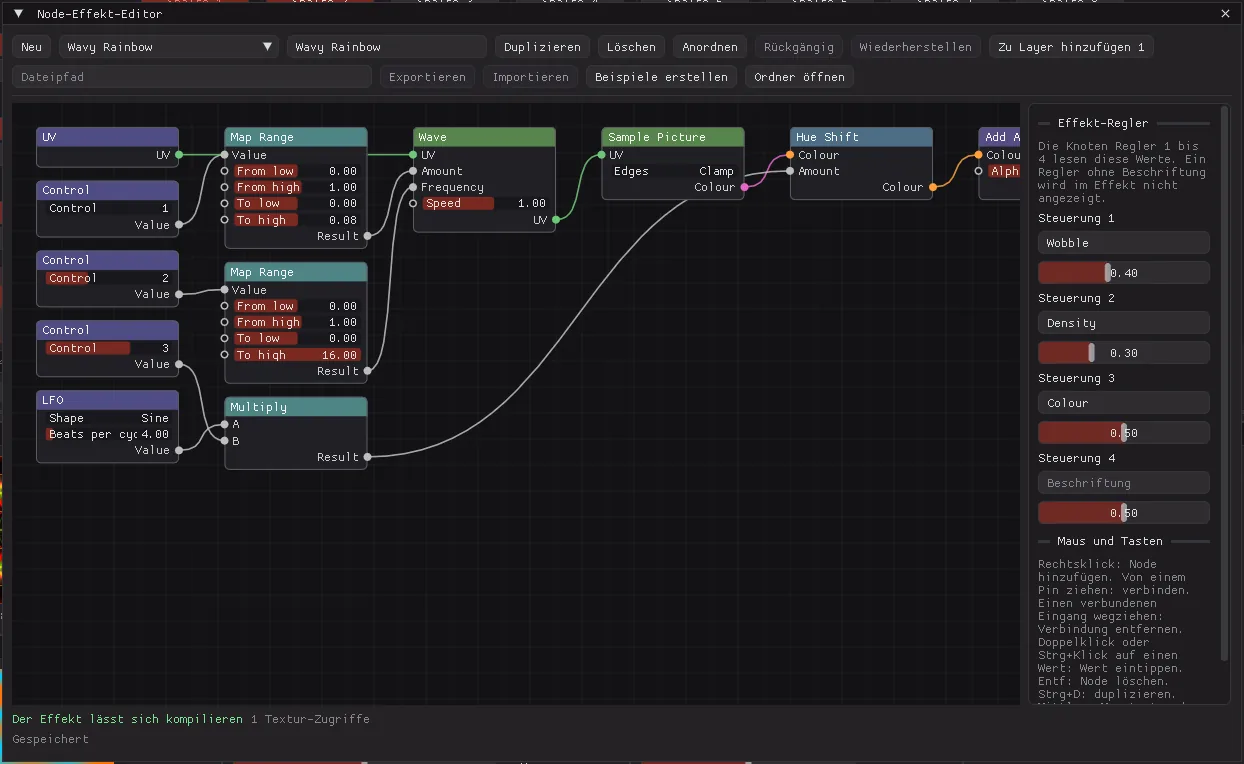 Node-Effekt-Editor
Neu Wavy Rainbow Wavy Rainbow Duplizieren Löschen Anordnen Rückgängig Wiederherstellen Zu Layer hinzufügen 1
Dateipfad Exportieren Importieren Beispiele erstellen Ordner öffnen
UV
UV
Control
Control 1
Value
Control
Control 2
Value
Control
Control 3
Value
LFO
Shape Sine
Beats per cyc 4.00
Value
Map Range
Value
From low 0.00
From high 1.00
To low 0.00
To high 0.08
Result
Map Range
Value
From low 0.00
From high 1.00
To low 0.00
To high 16.00
Result
Multiply
A
B
Result
Wave
UV
Amount
Frequency
Speed 1.00
UV
Sample Picture
UV
Edges Clamp
Colour
Hue Shift
Colour
Amount
Colour
Add A
Colou
Alph
Effekt-Regler
Die Knoten Regler 1 bis
4 lesen diese Werte. Ein
Regler ohne Beschriftung
wird im Effekt nicht
angezeigt.
Steuerung 1
Wobble
0.40
Steuerung 2
Density
0.30
Steuerung 3
Colour
0.50
Steuerung 4
Beschriftung
0.50
Maus und Tasten
Rechtsklick: Node
hinzufügen. Von einem
Pin ziehen: verbinden.
Einen verbundenen
Eingang wegziehen:
Verbindung entfernen.
Doppelklick oder
Strg+Klick auf einen
Wert: Wert eintippen.
Entf: Node löschen.
Strg+D: duplizieren.
Der Effekt lässt sich kompilieren 1 Textur-Zugriffe
Gespeichert